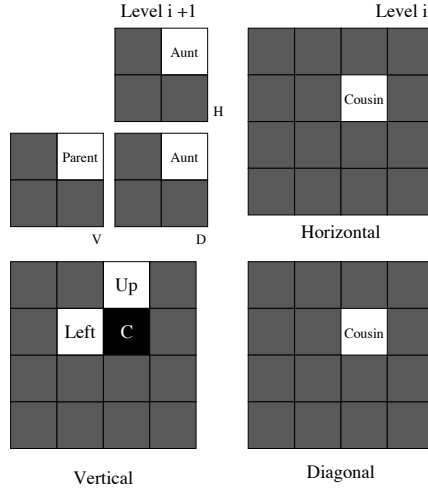 Level i +1
Level i
Aunt
H
Cousin
Parent
Aunt
V
D
Horizontal
Up
Left
C
Cousin
Vertical
Diagonal